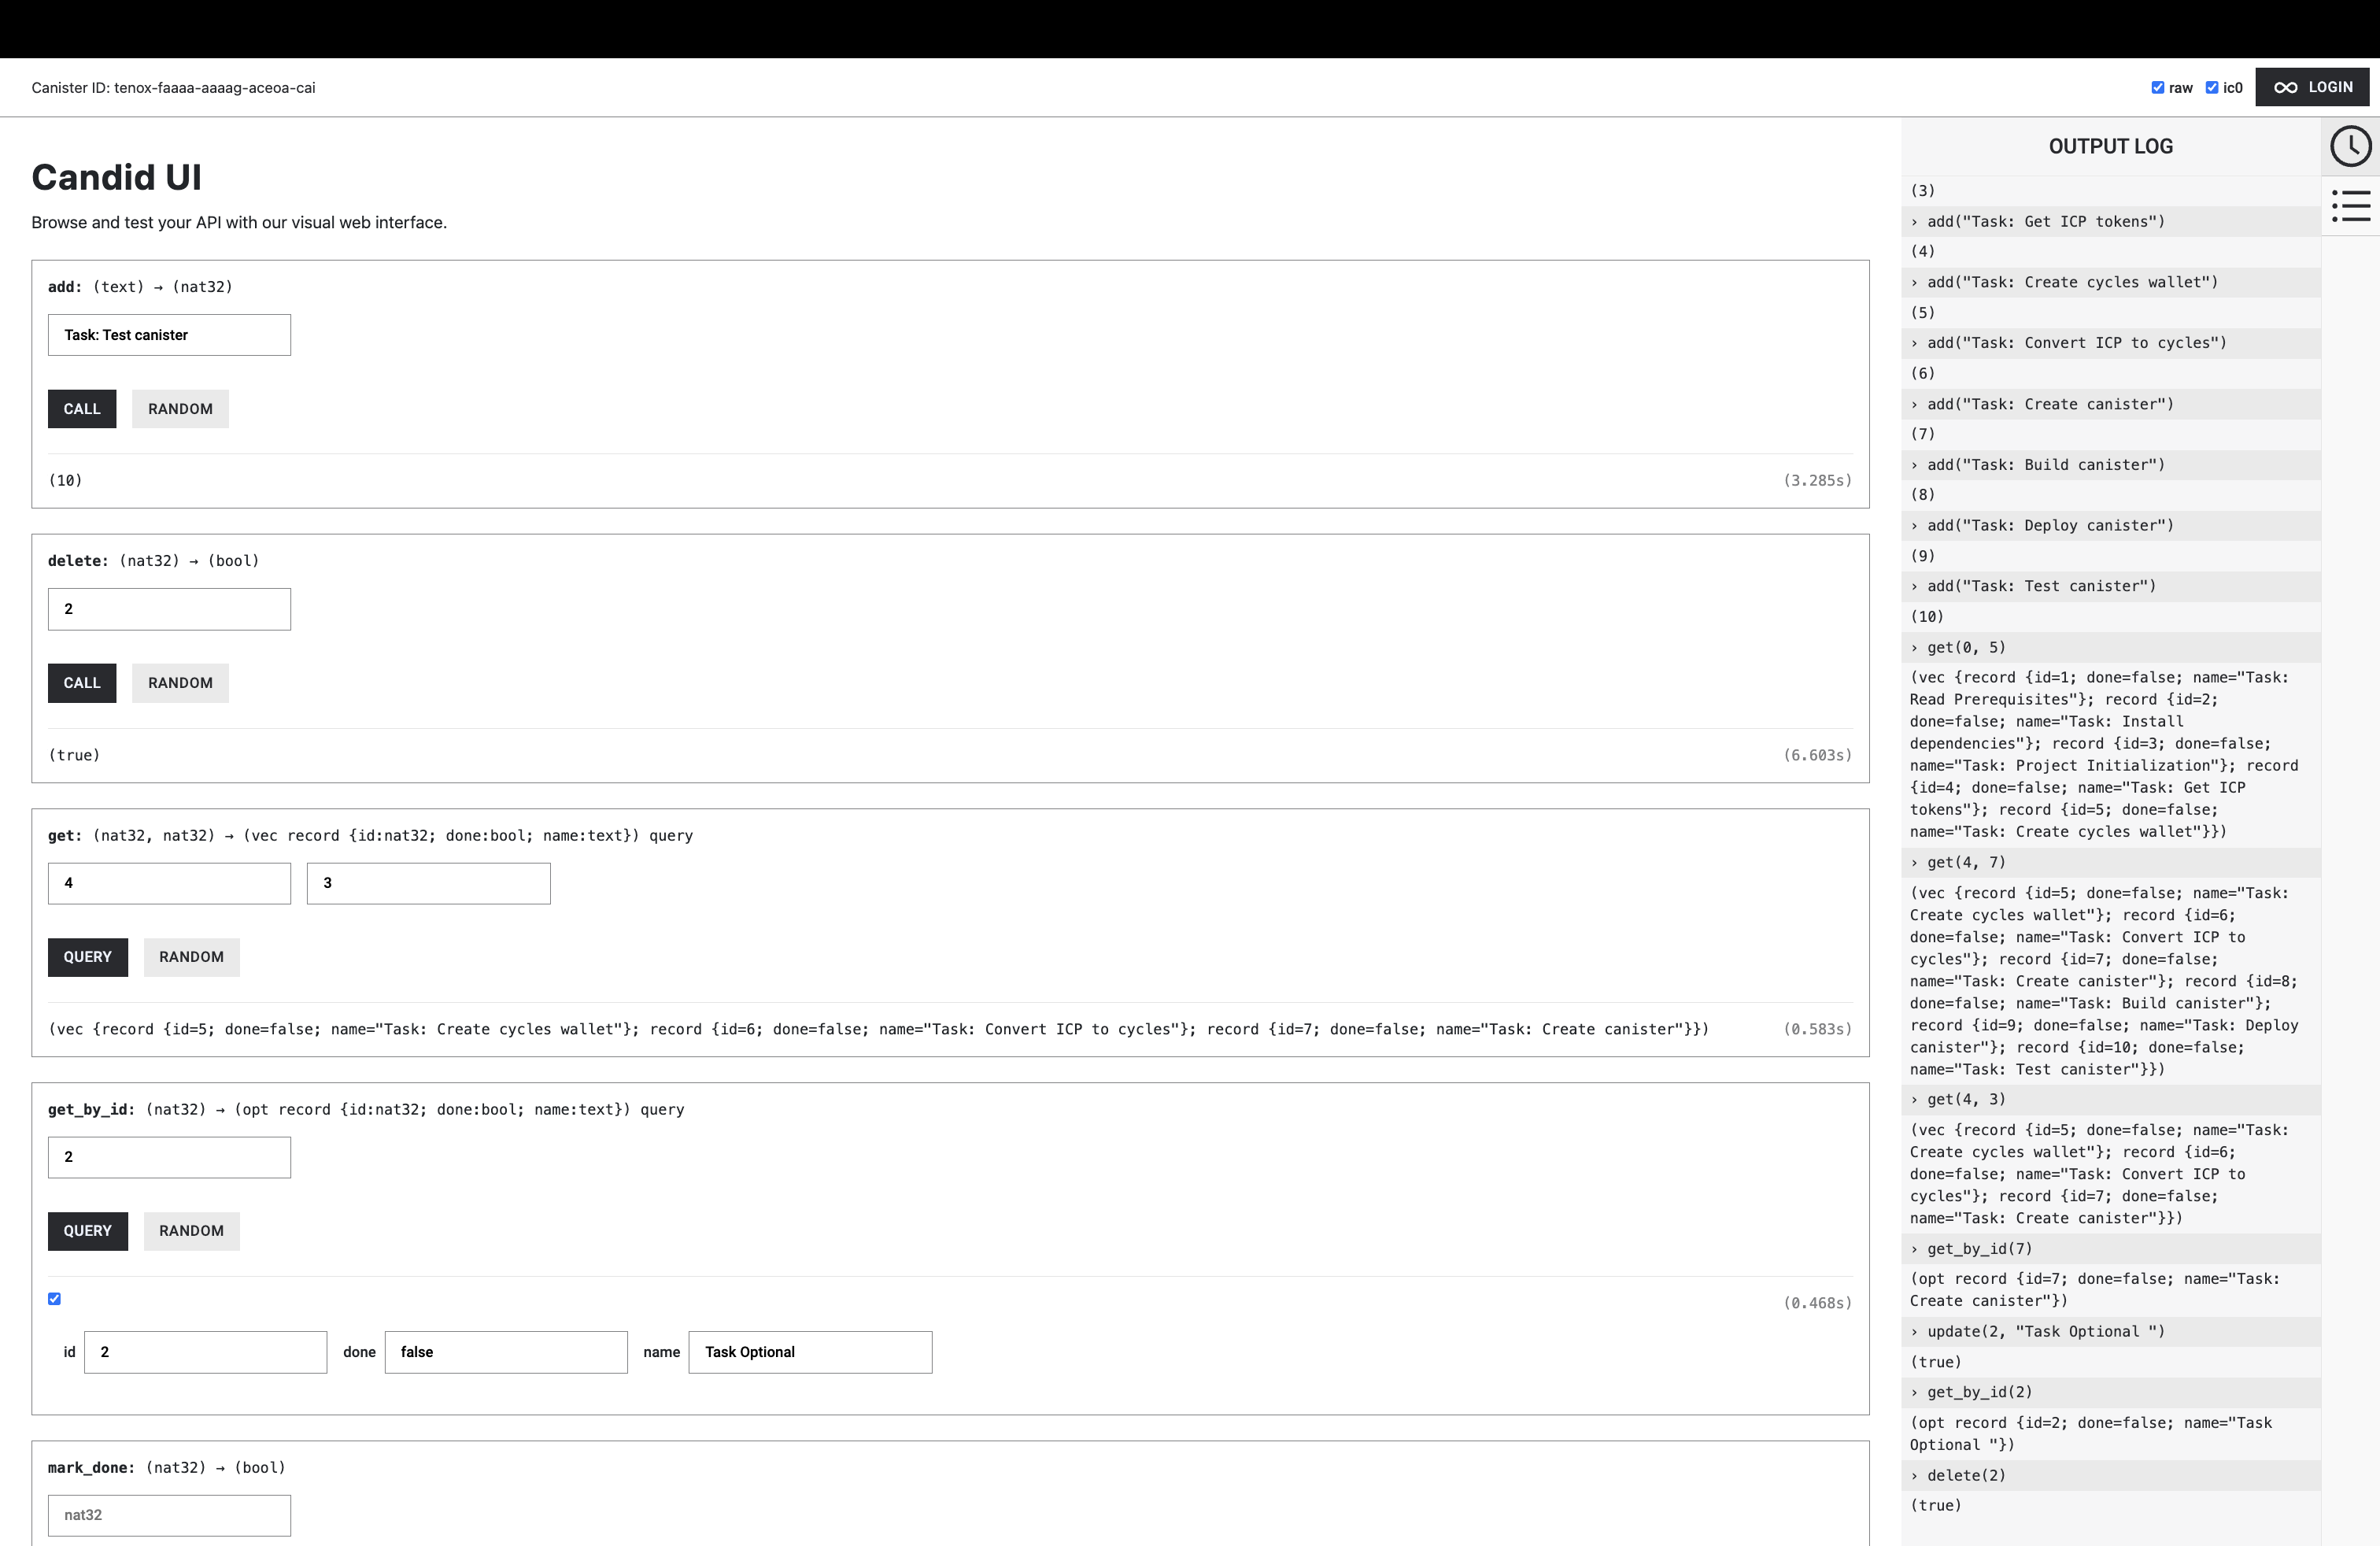 Canister ID: tenox-faaaa-aaaag-aceoa-cai
raw
ic0
LOGIN
Candid UI
Browse and test your API with our visual web interface.
add: (text) → (nat32)
Task: Test canister
CALL
RANDOM
(10)
(3.285s)
delete: (nat32) → (bool)
2
CALL
RANDOM
(true)
(6.603s)
get: (nat32, nat32) → (vec record {id:nat32; done:bool; name:text}) query
4
3
QUERY
RANDOM
(vec {record {id=5; done=false; name="Task: Create cycles wallet"}; record {id=6; done=false; name="Task: Convert ICP to cycles"}; record {id=7; done=false; name="Task: Create canister"}})
(0.583s)
get_by_id: (nat32) → (opt record {id:nat32; done:bool; name:text}) query
2
QUERY
RANDOM
(0.468s)
id
2
done
false
name
Task Optional
mark_done: (nat32) → (bool)
nat32
OUTPUT LOG
(3)
› add("Task: Get ICP tokens")
(4)
› add("Task: Create cycles wallet")
(5)
› add("Task: Convert ICP to cycles")
(6)
› add("Task: Create canister")
(7)
› add("Task: Build canister")
(8)
› add("Task: Deploy canister")
(9)
› add("Task: Test canister")
(10)
› get(0, 5)
(vec {record {id=1; done=false; name="Task:
Read Prerequisites"}; record {id=2;
done=false; name="Task: Install
dependencies"}; record {id=3; done=false;
name="Task: Project Initialization"}; record
{id=4; done=false; name="Task: Get ICP
tokens"}; record {id=5; done=false;
name="Task: Create cycles wallet"}})
› get(4, 7)
(vec {record {id=5; done=false; name="Task:
Create cycles wallet"}; record {id=6;
done=false; name="Task: Convert ICP to
cycles"}; record {id=7; done=false;
name="Task: Create canister"}; record {id=8;
done=false; name="Task: Build canister"};
record {id=9; done=false; name="Task: Deploy
canister"}; record {id=10; done=false;
name="Task: Test canister"}})
› get(4, 3)
(vec {record {id=5; done=false; name="Task:
Create cycles wallet"}; record {id=6;
done=false; name="Task: Convert ICP to
cycles"}; record {id=7; done=false;
name="Task: Create canister"}})
› get_by_id(7)
(opt record {id=7; done=false; name="Task:
Create canister"})
› update(2, "Task Optional ")
(true)
› get_by_id(2)
(opt record {id=2; done=false; name="Task
Optional "})
› delete(2)
(true)